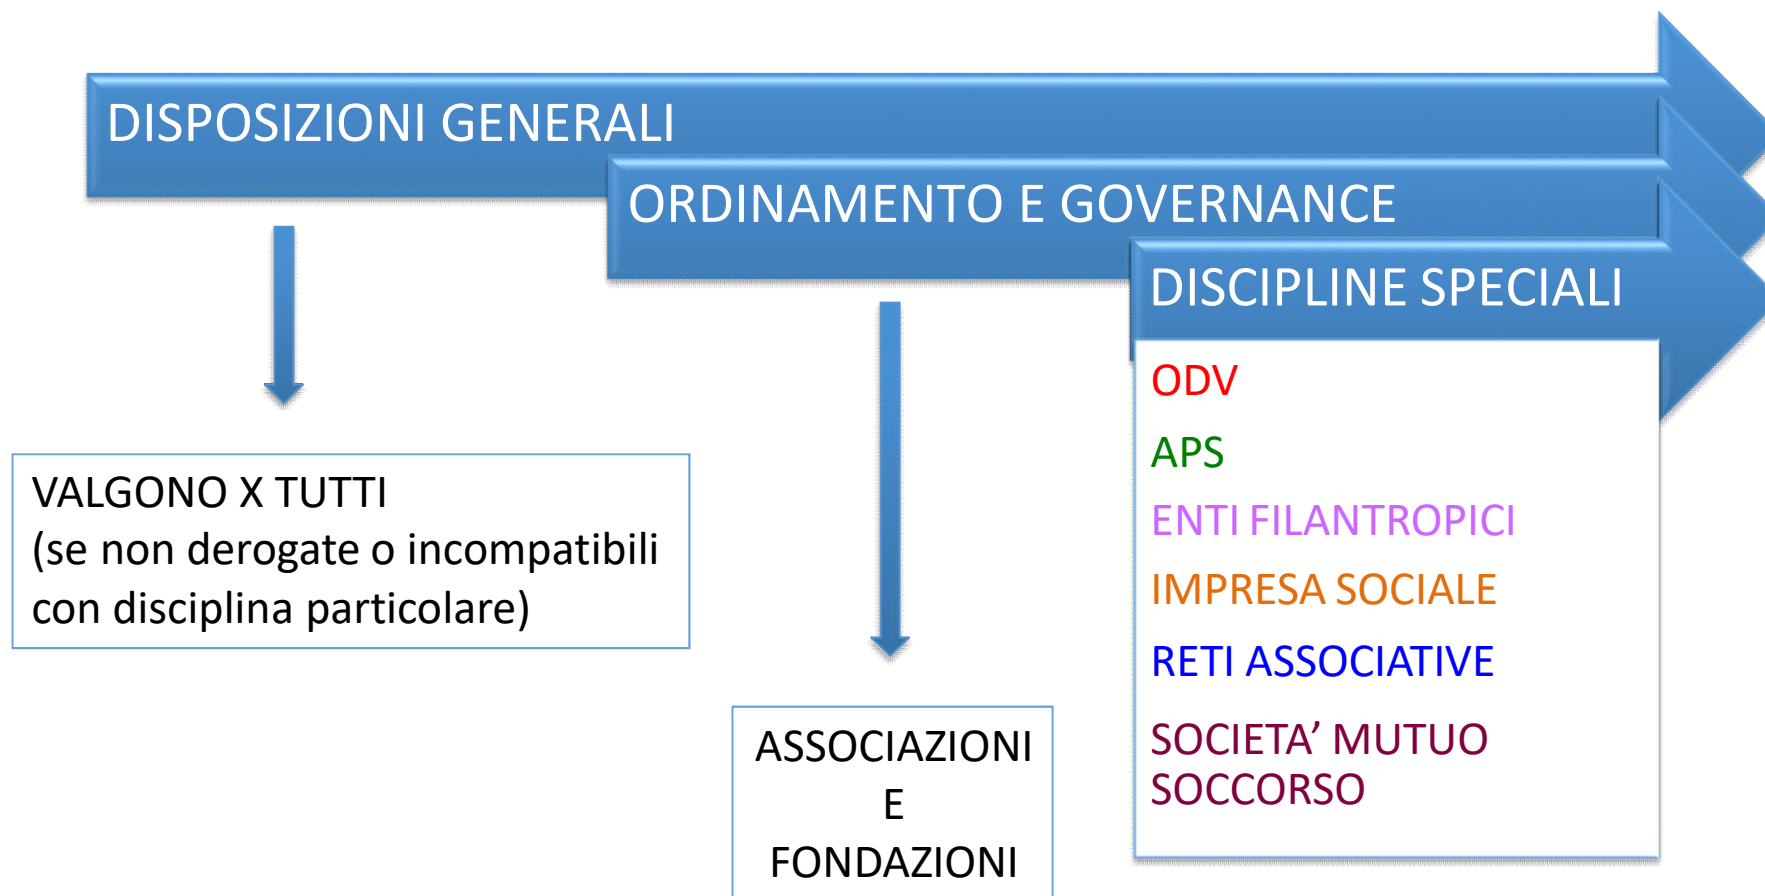 DISPOSIZIONI GENERALI
ORDINAMENTO E GOVERNANCE
DISCIPLINE SPECIALI
ODV
APS
ENTI FILANTROPICI
IMPRESA SOCIALE
RETI ASSOCIATIVE
SOCIETA’ MUTUO
SOCCORSO
VALGONO X TUTTI
(se non derogate o incompatibili
con disciplina particolare)
ASSOCIAZIONI
E
FONDAZIONI